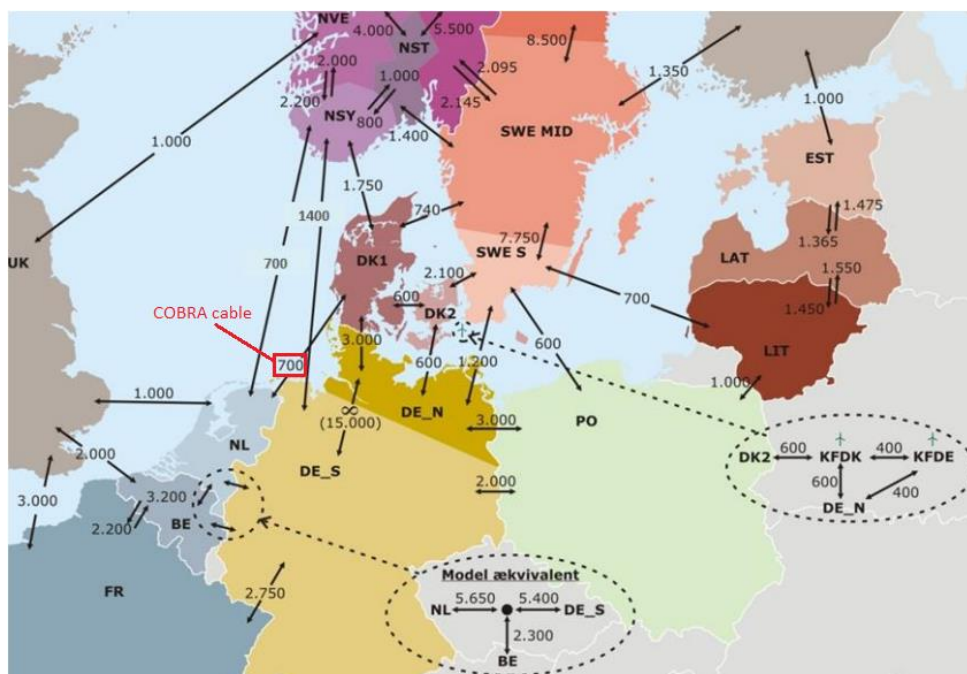 NVE
4.000
5.500
NST
8.500
2.000
1.000
2.095
2.200
2.145
NSY
800
1.400
SWE MID
1.350
1.000
1.000
EST
1.750
740
1.475
1400
7.750
1.365
UK
700
DK1
SWE S
LAT
2.100
1.550
COBRA cable
600
DK2
700
1.450
3.000
600
1.200
600
LIT
700
1.000
1.000
DE_N
∞
(15.000)
3.000
PO
NL
DE_S
2.000
DK2
600
KFDK
400
KFDE
600
400
DE_N
3.000
3.200
2.000
2.200
BE
FR
2.750
Model ækvivalent
NL
5.650
5.400
DE_S
2.300
BE